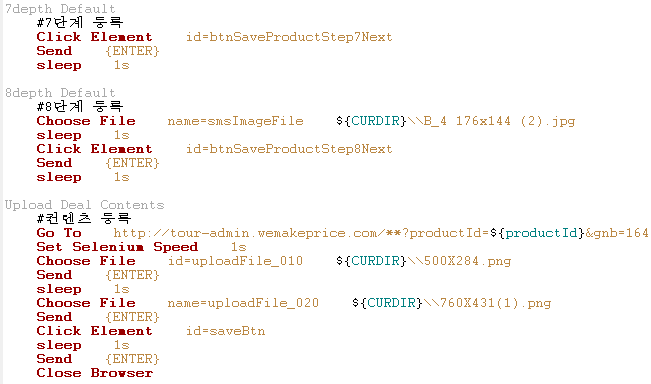 7depth Default
#7단계 등록
Click Element id=btnSaveProductStep7Next
Send {ENTER}
sleep 1s
8depth Default
#8단계 등록
Choose File name=smsImageFile ${CURDIR}\\B_4 176x144 (2).jpg
sleep 1s
Click Element id=btnSaveProductStep8Next
Send {ENTER}
sleep 1s
Upload Deal Contents
#컨텐츠 등록
Go To http://tour-admin.wemakeprice.com/**?productId=${productId}&gnb=164
Set Selenium Speed 1s
Choose File id=uploadFile_010 ${CURDIR}\\500X284.png
Send {ENTER}
sleep 1s
Choose File name=uploadFile_020 ${CURDIR}\\760X431(1).png
Send {ENTER}
Click Element id=saveBtn
sleep 1s
Send {ENTER}
Close Browser